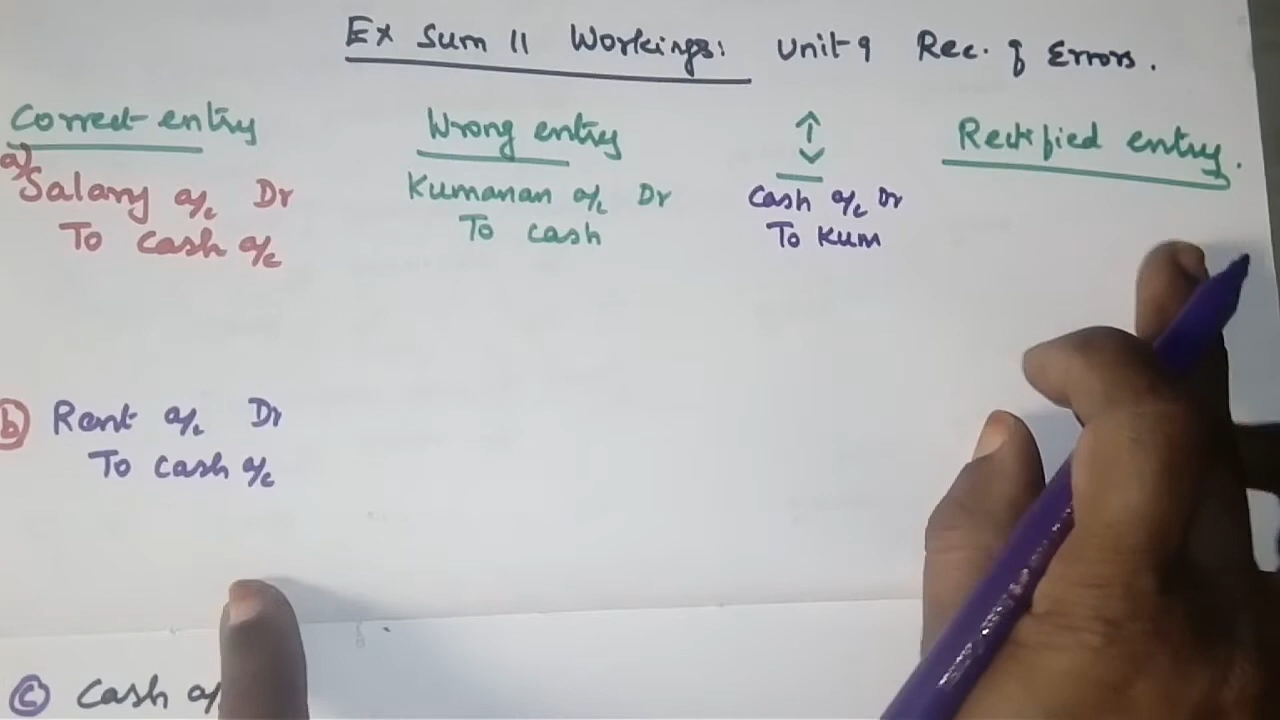 Ex Sum 11 Workings: Unit 9 Rec. of Errors.
Correct entry Wrong entry Rectified entry.
a) Salary a/c Dr
To cash a/c
Kumanan a/c Dr
To cash
Cash a/c Dr
To Kum
b) Rent a/c Dr
To cash a/c
c) Cash a/